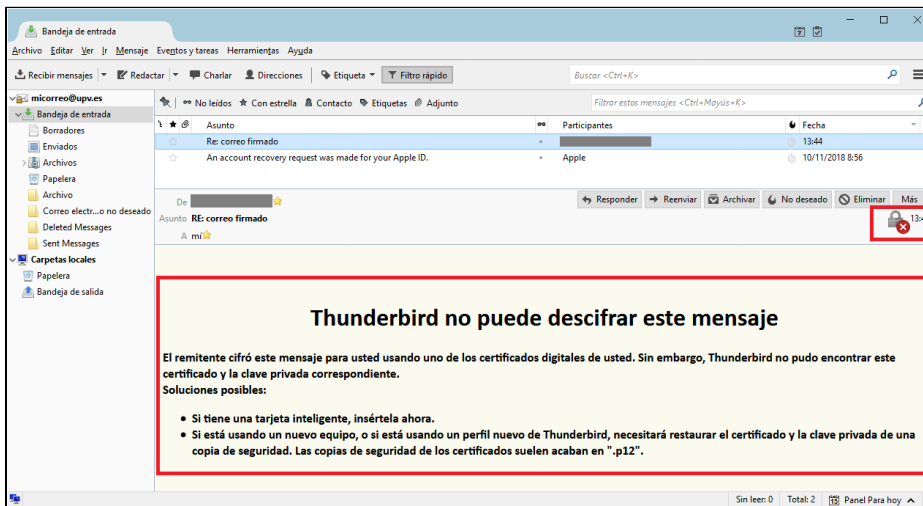 Bandeja de entrada
Archivo Editar Ver Ir Mensaje Eventos y tareas Herramientas Ayuda
Recibir mensajes Redactar Charlar Direcciones Etiqueta Filtro rápido Buscar <Ctrl+K>
micorreo@upv.es
Bandeja de entrada
Borradores
Enviados
Archivos
Papelera
Archivo
Correo electr...o no deseado
Deleted Messages
Sent Messages
Carpetas locales
Papelera
Bandeja de salida
No leídos Con estrella Contacto Etiquetas Adjunto Filtrar estos mensajes <Ctrl+Mayús+K>
Asunto Participantes Fecha
Re: correo firmado 13:44
An account recovery request was made for your Apple ID. Apple 10/11/2018 8:56
De Responder Reenviar Archivar No deseado Eliminar Más
Asunto RE: correo firmado
A mí
Thunderbird no puede descifrar este mensaje
El remitente cifró este mensaje para usted usando uno de los certificados digitales de usted. Sin embargo, Thunderbird no pudo encontrar este
certificado y la clave privada correspondiente.
Soluciones posibles:
• Si tiene una tarjeta inteligente, insértela ahora.
• Si está usando un nuevo equipo, o si está usando un perfil nuevo de Thunderbird, necesitará restaurar el certificado y la clave privada de una
copia de seguridad. Las copias de seguridad de los certificados suelen acaban en ".p12".
Sin leer: 0 Total: 2 Panel Para hoy